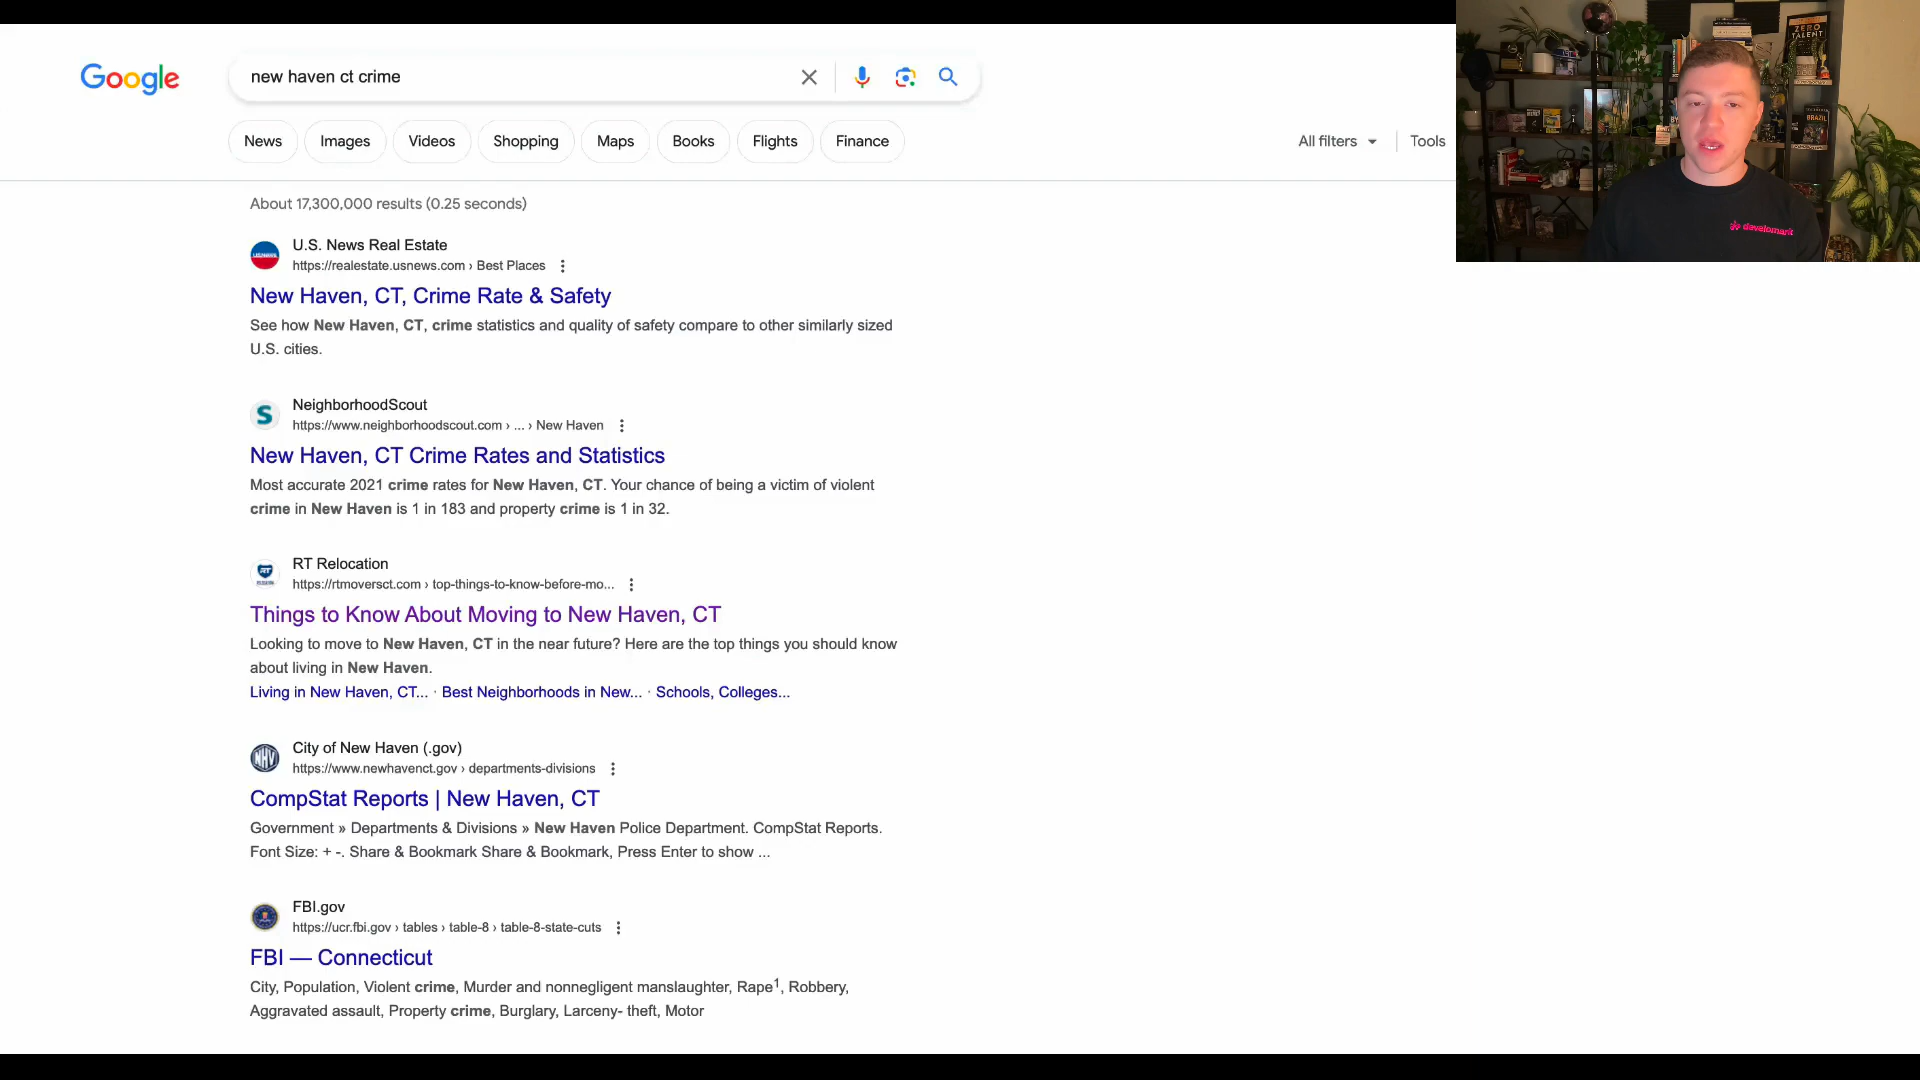 Google
new haven ct crime
News Images Videos Shopping Maps Books Flights Finance All filters Tools
About 17,300,000 results (0.25 seconds)
U.S. News Real Estate
https://realestate.usnews.com › Best Places
New Haven, CT, Crime Rate & Safety
See how New Haven, CT, crime statistics and quality of safety compare to other similarly sized
U.S. cities.
NeighborhoodScout
https://www.neighborhoodscout.com › ... › New Haven
New Haven, CT Crime Rates and Statistics
Most accurate 2021 crime rates for New Haven, CT. Your chance of being a victim of violent
crime in New Haven is 1 in 183 and property crime is 1 in 32.
RT Relocation
https://rtmoversct.com › top-things-to-know-before-mo...
Things to Know About Moving to New Haven, CT
Looking to move to New Haven, CT in the near future? Here are the top things you should know
about living in New Haven.
Living in New Haven, CT... · Best Neighborhoods in New... · Schools, Colleges...
City of New Haven (.gov)
https://www.newhavenct.gov › departments-divisions
CompStat Reports | New Haven, CT
Government » Departments & Divisions » New Haven Police Department. CompStat Reports.
Font Size: + -. Share & Bookmark Share & Bookmark, Press Enter to show ...
FBI.gov
https://ucr.fbi.gov › tables › table-8 › table-8-state-cuts
FBI — Connecticut
City, Population, Violent crime, Murder and nonnegligent manslaughter, Rape1, Robbery,
Aggravated assault, Property crime, Burglary, Larceny- theft, Motor
ZERO
TALENT
BRAZIL
develomark